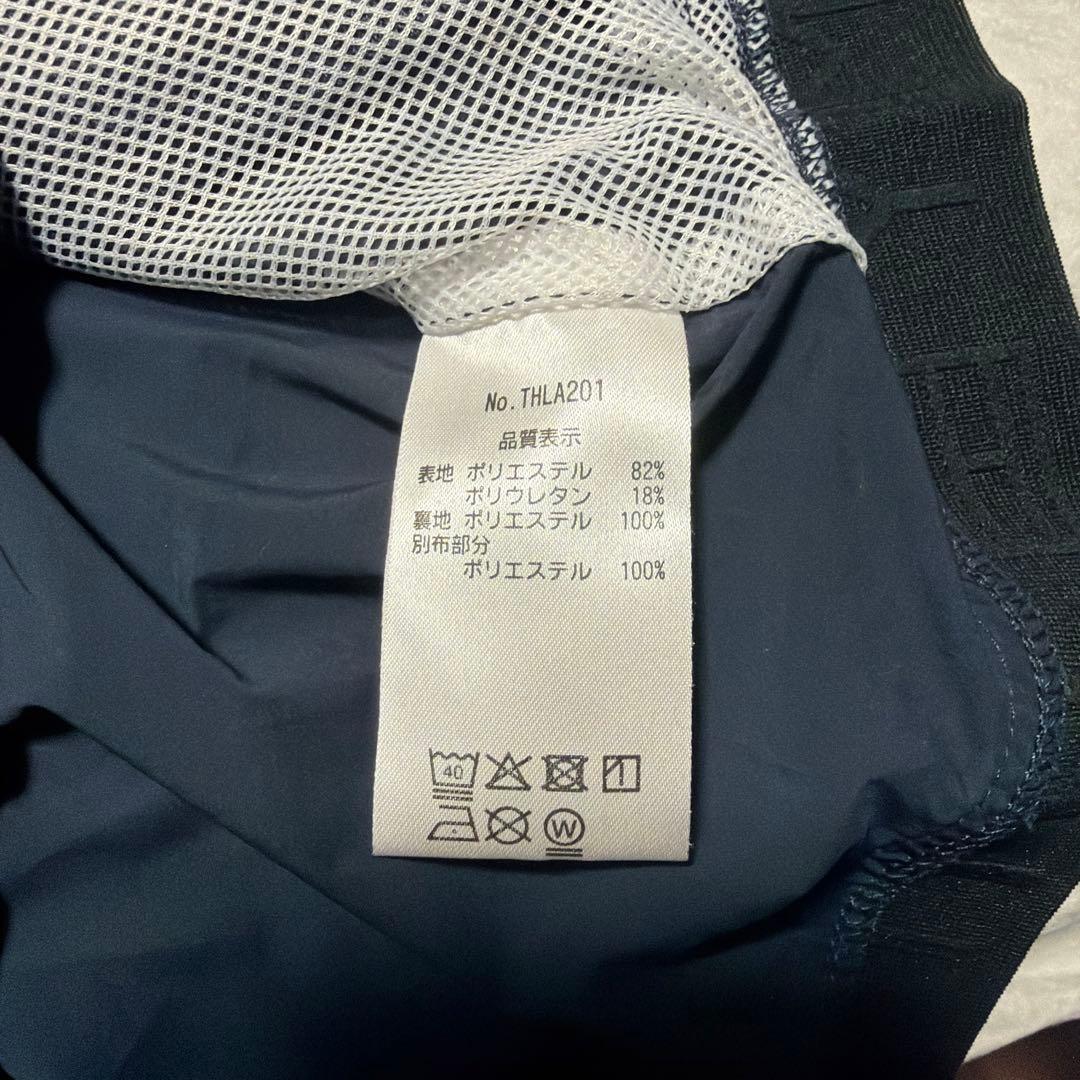 No.THLA201
品質表示
表地 ポリエステル 82%
ポリウレタン 18%
裏地 ポリエステル 100%
別布部分
ポリエステル 100%
40
W